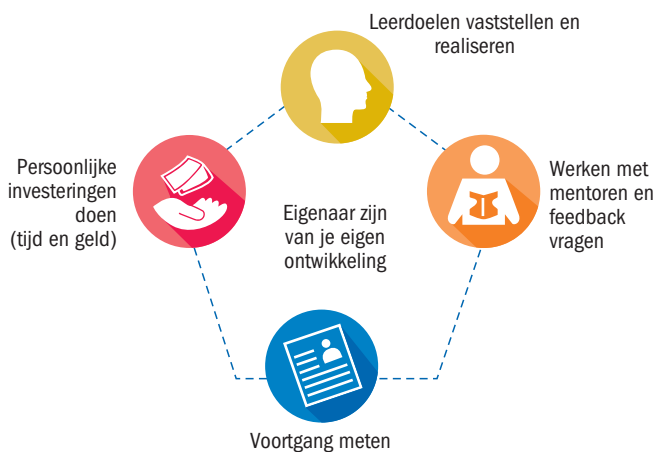 Leerdoelen vaststellen en
realiseren
Persoonlijke
investeringen
doen
(tijd en geld)
Eigenaar zijn
van je eigen
ontwikkeling
Werken met
mentoren en
feedback
vragen
Voortgang meten